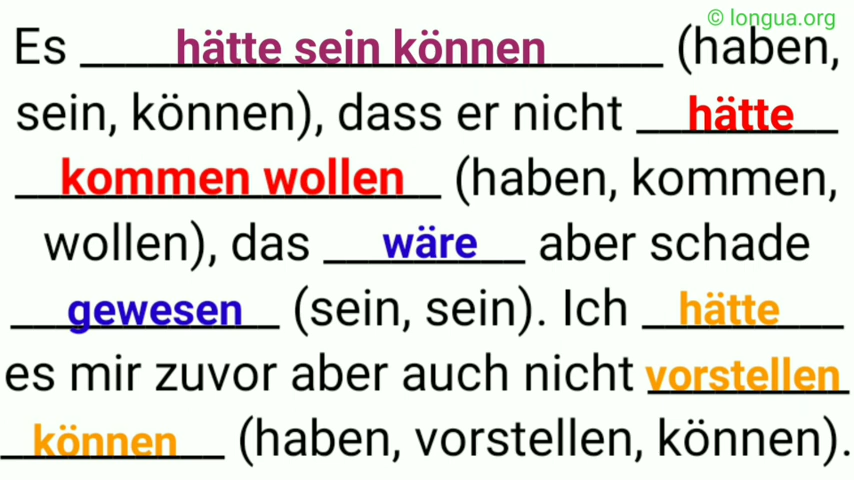 © longua.org
Es hätte sein können (haben,
sein, können), dass er nicht hätte
kommen wollen (haben, kommen,
wollen), das wäre aber schade
gewesen (sein, sein). Ich hätte
es mir zuvor aber auch nicht vorstellen
können (haben, vorstellen, können).